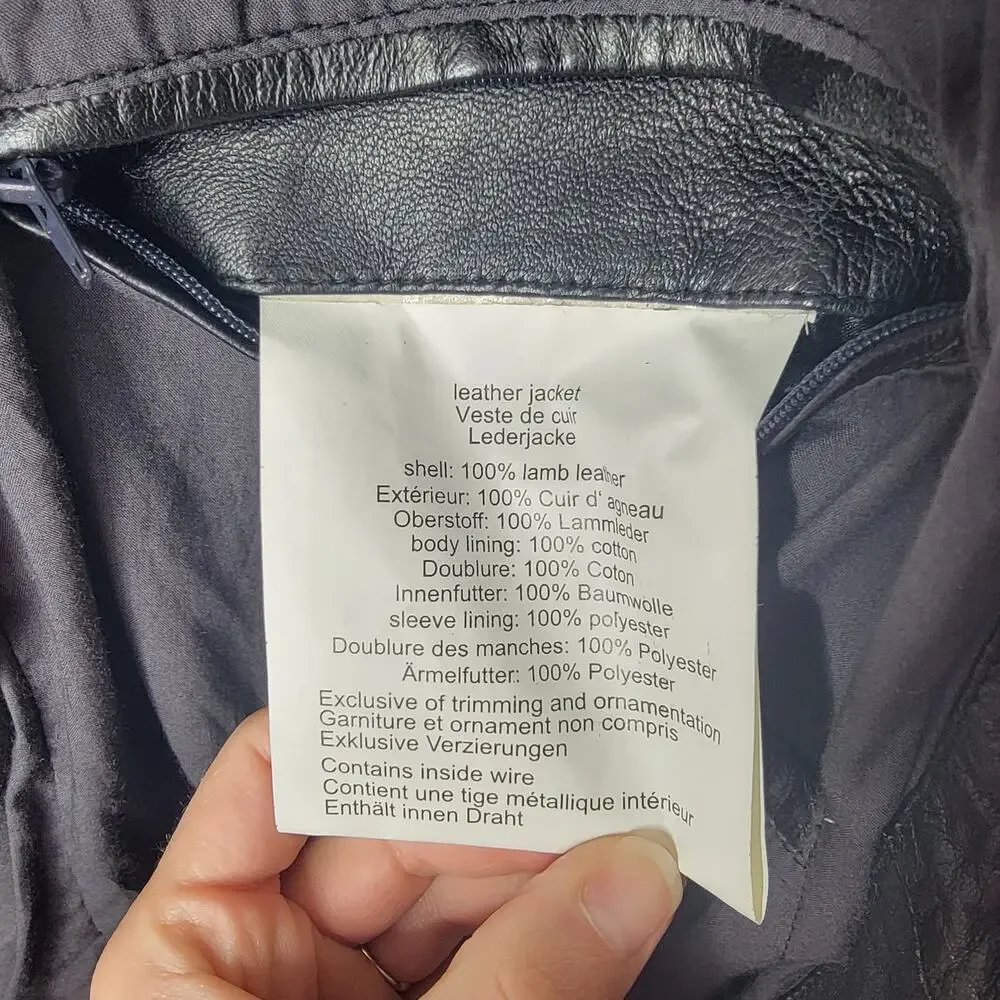 leather jacket
Veste de cuir
Lederjacke
shell: 100% lamb leather
Extérieur: 100% Cuir d' agneau
Oberstoff: 100% Lammleder
body lining: 100% cotton
Doublure: 100% Coton
Innenfutter: 100% Baumwolle
sleeve lining: 100% polyester
Doublure des manches: 100% Polyester
Ärmelfutter: 100% Polyester
Exclusive of trimming and ornamentation
Garniture et ornament non compris
Exklusive Verzierungen
Contains inside wire
Contient une tige métallique intérieur
Enthält innen Draht